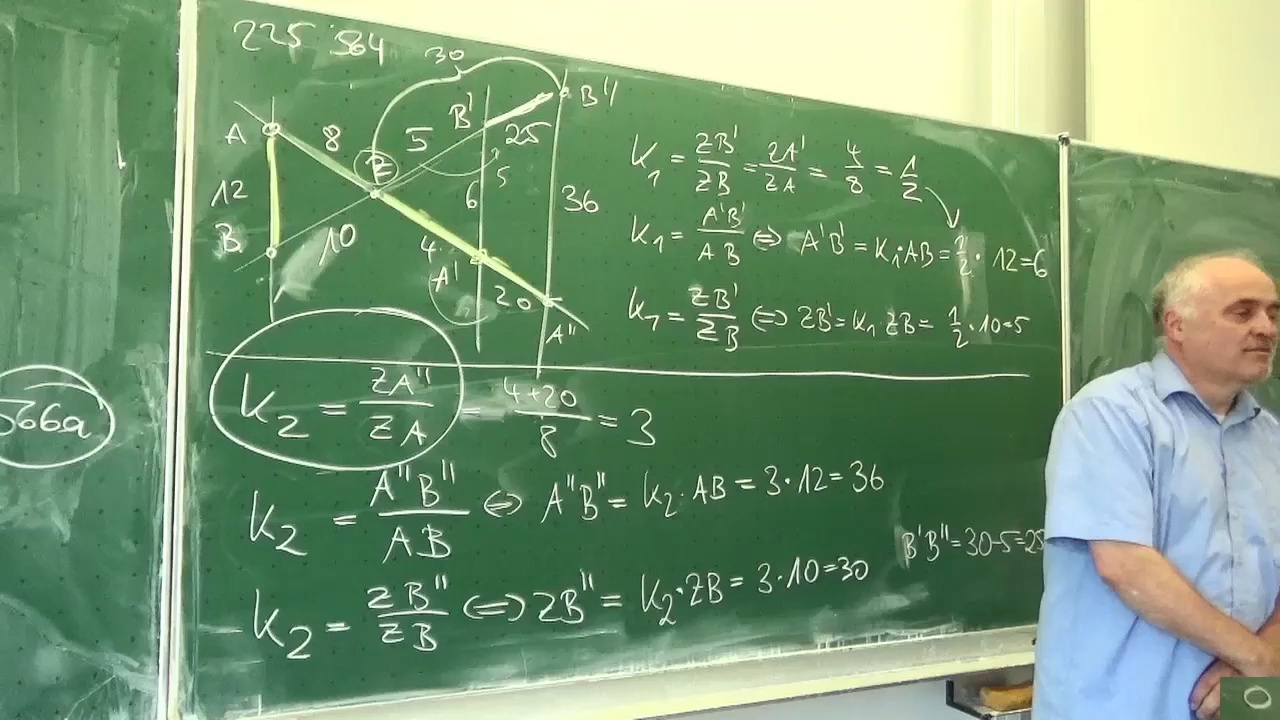 225 S64
30
B' B''
A 8 5 25
Z 5
12 6 36
B 10 4
A' 20
A''
K₁ = ZB'/ZB = ZA'/ZA = 4/8 = 1/2
K₁ = A'B'/AB ⇔ A'B' = K₁·AB = 1/2 · 12 = 6
K₁ = ZB'/ZB ⇔ ZB' = K₁ ZB = 1/2 · 10 = 5
566a
K₂ = ZA''/ZA = 4+20/8 = 3
K₂ = A''B''/AB ⇔ A''B'' = K₂·AB = 3·12 = 36
B'B'' = 30-5 = 25
K₂ = ZB''/ZB ⇔ ZB'' = K₂·ZB = 3·10 = 30